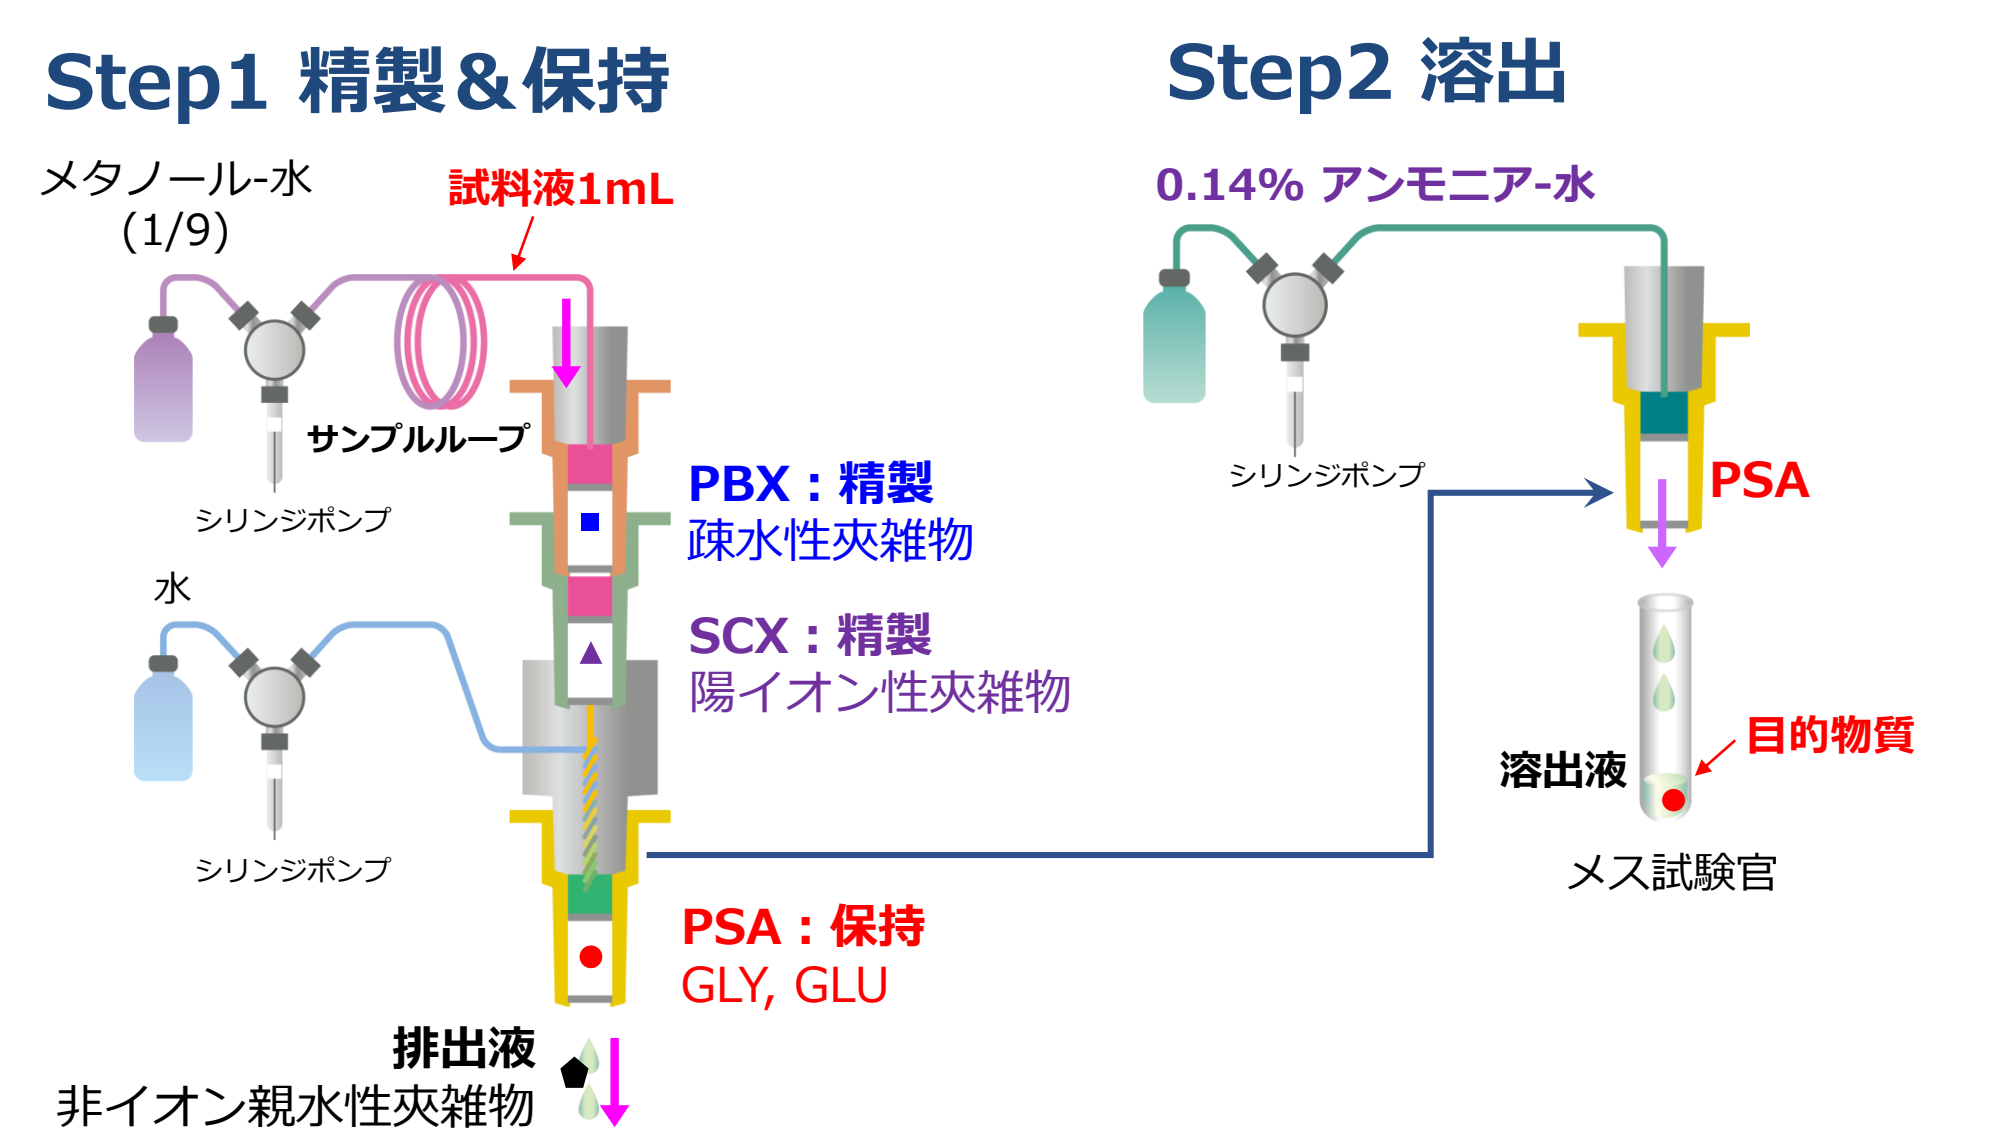 Step1 精製&保持
メタノール-水
(1/9)
試料液1mL
サンプルループ
シリンジポンプ
PBX：精製
疎水性夾雑物
水
SCX：精製
陽イオン性夾雑物
シリンジポンプ
PSA：保持
GLY, GLU
排出液
非イオン親水性夾雑物
Step2 溶出
0.14% アンモニア-水
シリンジポンプ
PSA
目的物質
溶出液
メス試験官